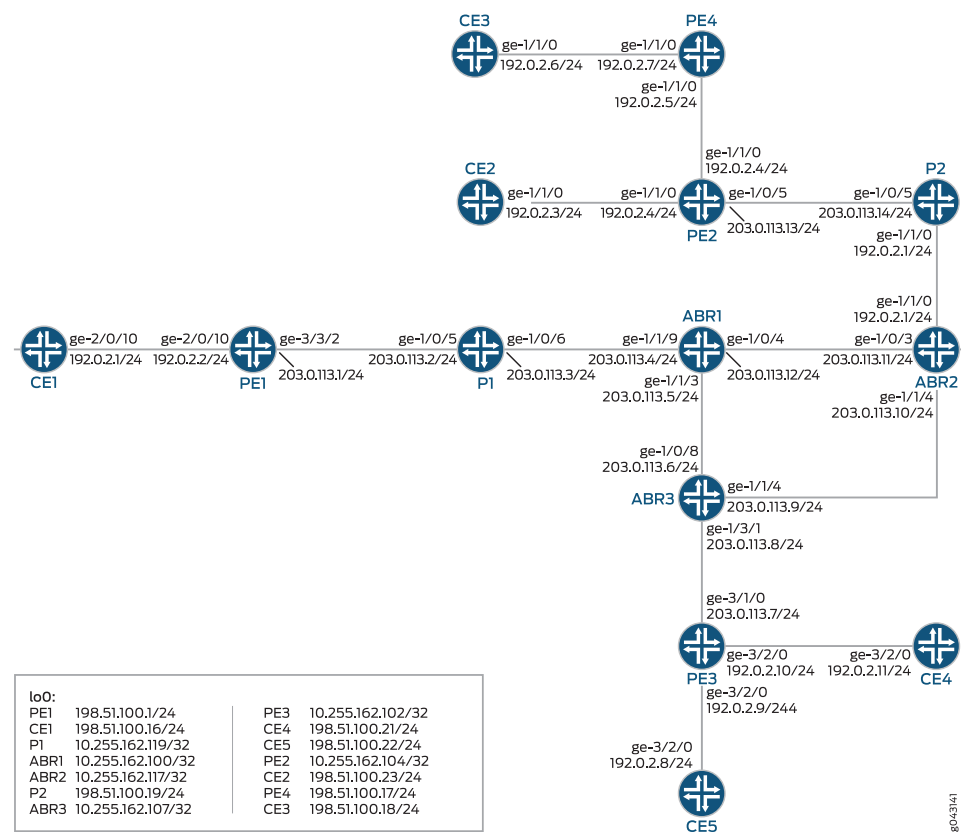 CE3
PE4
ge-1/1/0
ge-1/1/0
192.0.2.6/24
192.0.2.7/24
ge-1/1/0
192.0.2.5/24
ge-1/1/0
192.0.2.4/24
CE2
P2
ge-1/1/0
ge-1/1/0
ge-1/0/5
ge-1/0/5
192.0.2.3/24
192.0.2.4/24
203.0.113.13/24
203.0.113.14/24
PE2
ge-1/1/0
192.0.2.1/24
ge-1/1/0
192.0.2.1/24
ABR1
ge-2/0/10
ge-2/0/10
ge-3/3/2
ge-1/0/5
ge-1/0/6
ge-1/1/9
ge-1/0/4
ge-1/0/3
192.0.2.1/24
192.0.2.2/24
203.0.113.1/24
203.0.113.2/24
203.0.113.3/24
203.0.113.4/24
203.0.113.12/24
203.0.113.11/24
CE1
PE1
P1
ABR2
ge-1/1/3
203.0.113.5/24
ge-1/1/4
203.0.113.10/24
ge-1/0/8
203.0.113.6/24
ABR3
ge-1/1/4
203.0.113.9/24
ge-1/3/1
203.0.113.8/24
ge-3/1/0
203.0.113.7/24
PE3
ge-3/2/0
192.0.2.10/24
ge-3/2/0
192.0.2.11/24
CE4
ge-3/2/0
192.0.2.9/244
ge-3/2/0
192.0.2.8/24
CE5
lo0:
PE1 198.51.100.1/24
CE1 198.51.100.16/24
P1 10.255.162.119/32
ABR1 10.255.162.100/32
ABR2 10.255.162.117/32
P2 198.51.100.19/24
ABR3 10.255.162.107/32
PE3 10.255.162.102/32
CE4 198.51.100.21/24
CE5 198.51.100.22/24
PE2 10.255.162.104/32
CE2 198.51.100.23/24
PE4 198.51.100.17/24
CE3 198.51.100.18/24
g043141